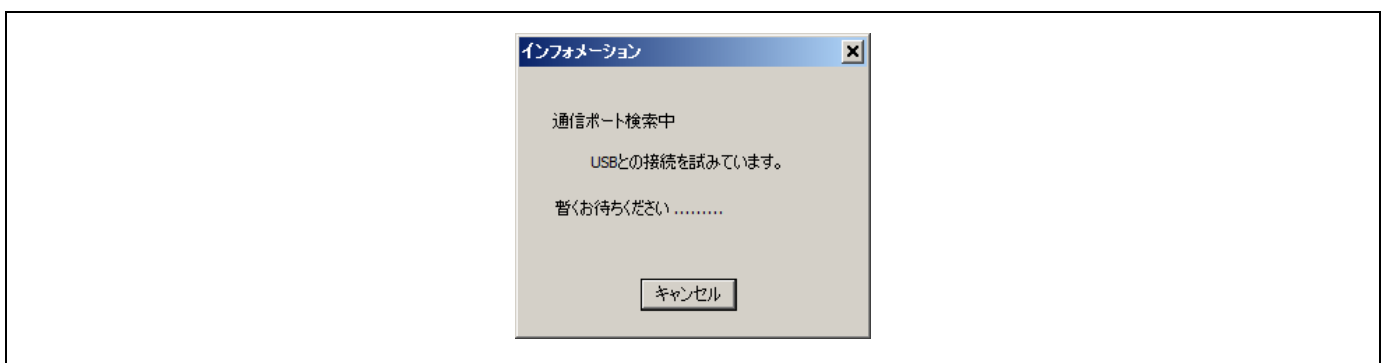 インフォメーション
通信ポート検索中
USBとの接続を試みています。
暫くお待ちください .........
キャンセル